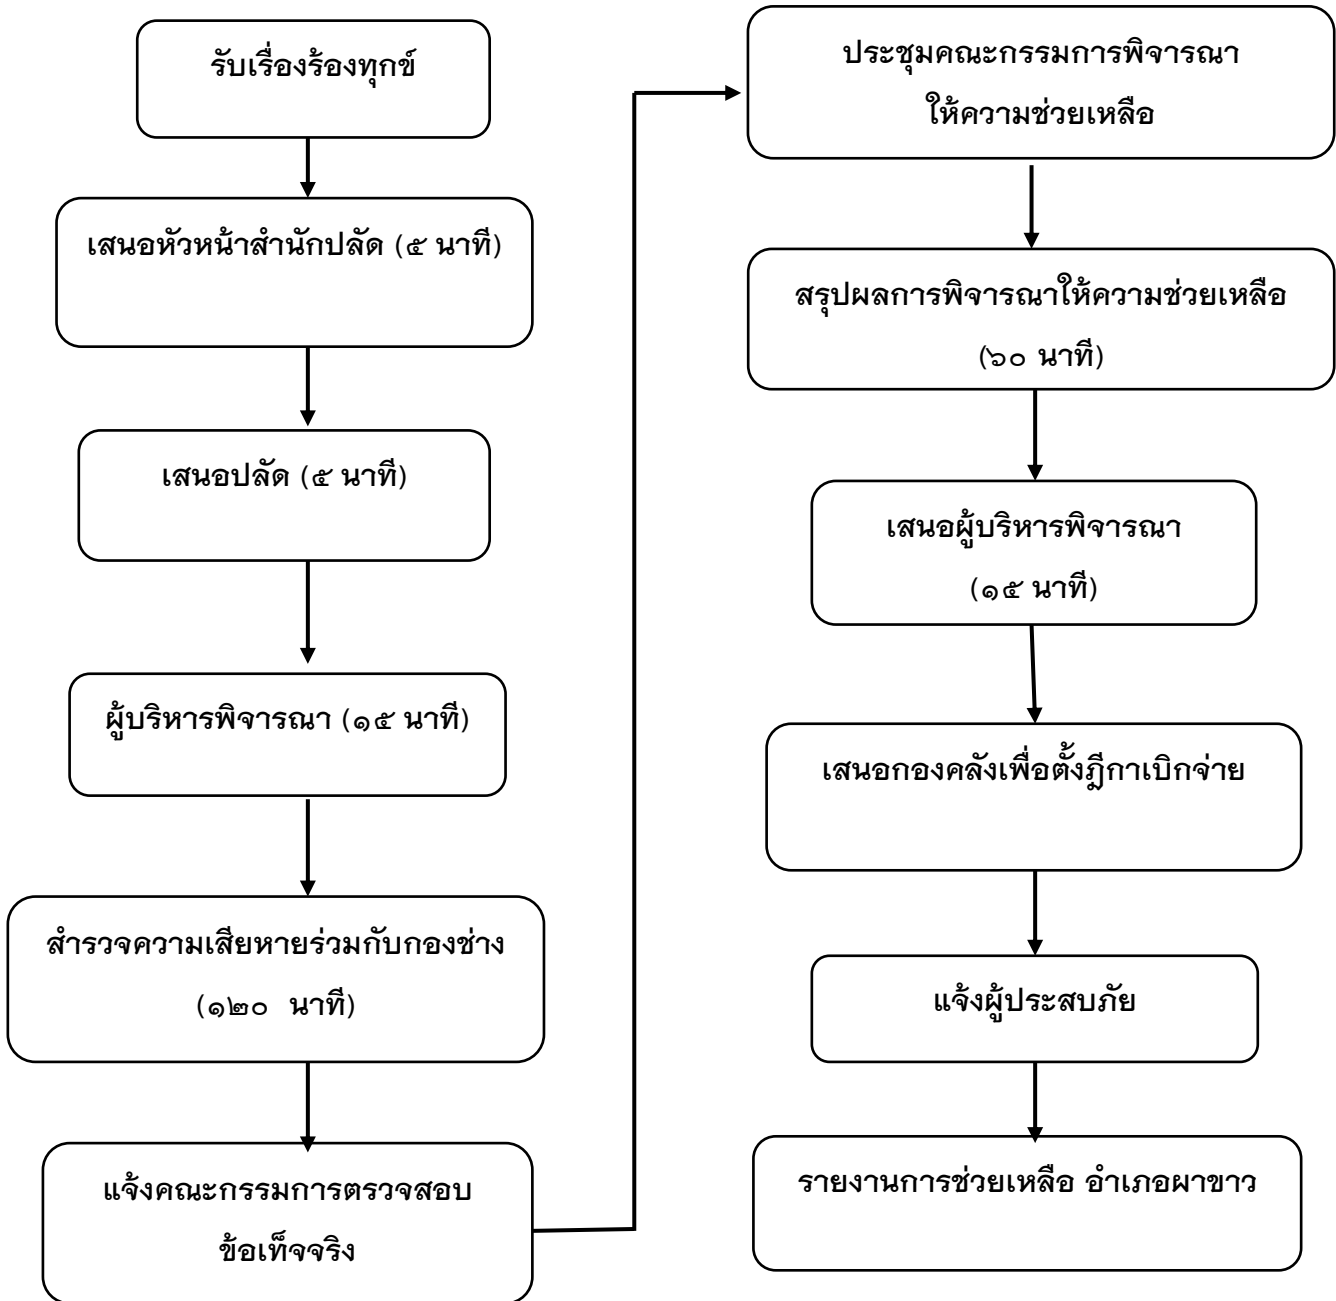 รับเรื่องร้องทุกข์
เสนอหัวหน้าสำนักปลัด (๕ นาที)
เสนอปลัด (๕ นาที)
ผู้บริหารพิจารณา (๑๕ นาที)
สำรวจความเสียหายร่วมกับกองช่าง
(๑๒๐ นาที)
แจ้งคณะกรรมการตรวจสอบ
ข้อเท็จจริง
ประชุมคณะกรรมการพิจารณา
ให้ความช่วยเหลือ
สรุปผลการพิจารณาให้ความช่วยเหลือ
(๖๐ นาที)
เสนอผู้บริหารพิจารณา
(๑๕ นาที)
เสนอกองคลังเพื่อตั้งฎีกาเบิกจ่าย
แจ้งผู้ประสบภัย
รายงานการช่วยเหลือ อำเภอผาขาว